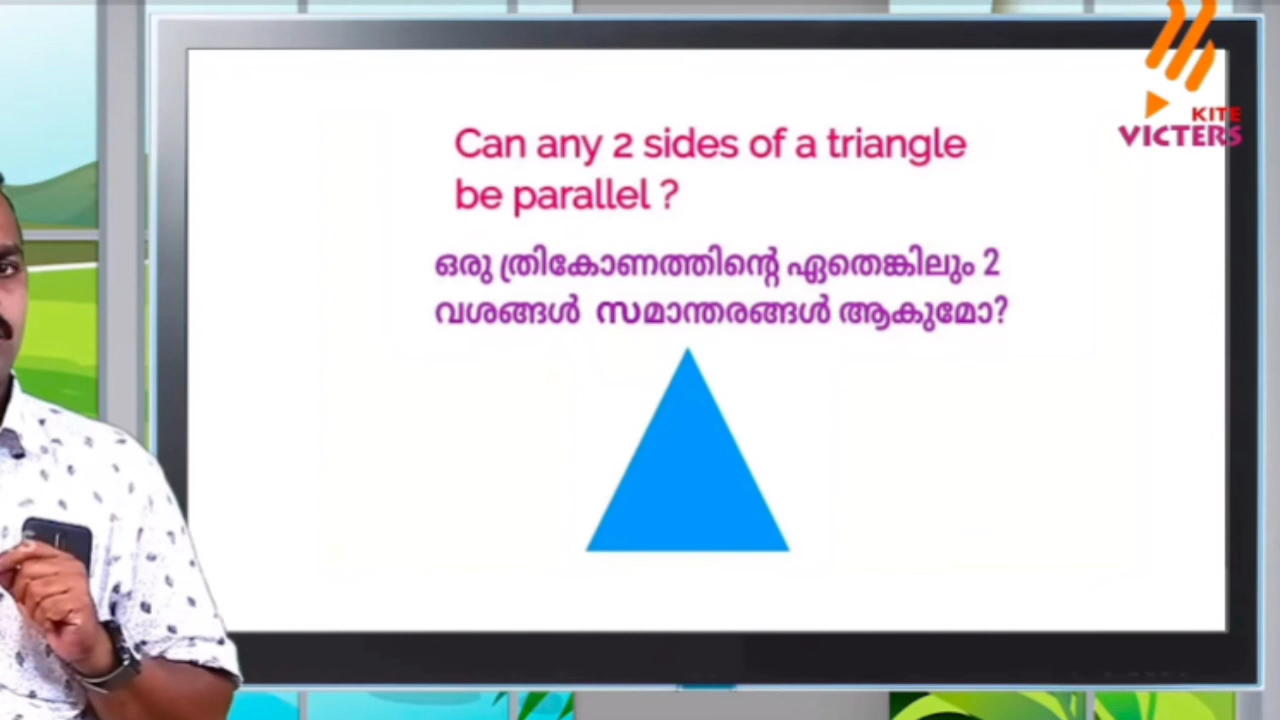 KITE
VICTERS
Can any 2 sides of a triangle
be parallel ?
ഒരു ത്രികോണത്തിന്റെ ഏതെങ്കിലും 2
വശങ്ങൾ സമാന്തരങ്ങൾ ആകുമോ?